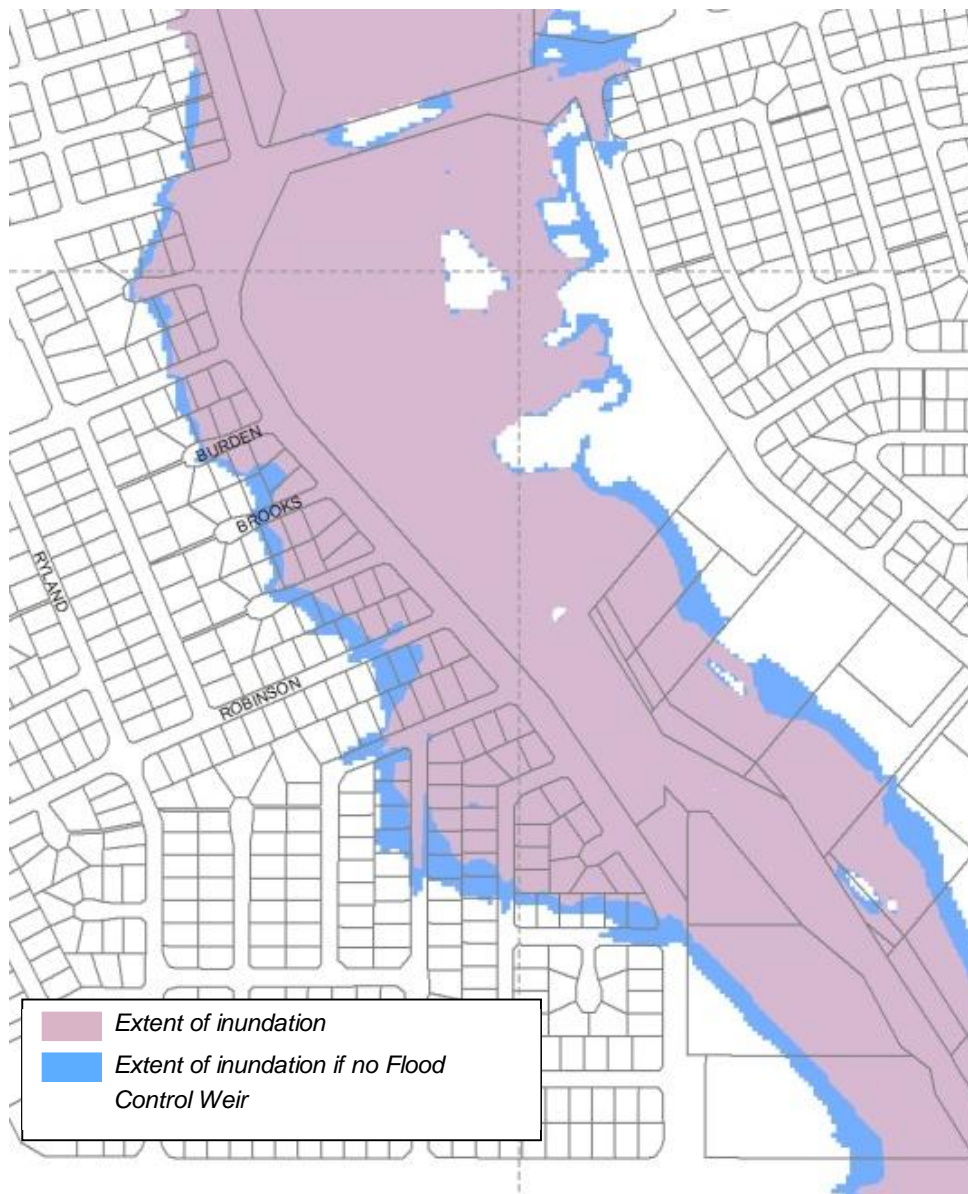 BURDEN
BROOKS
RYLAND
ROBINSON
Extent of inundation
Extent of inundation if no Flood
Control Weir